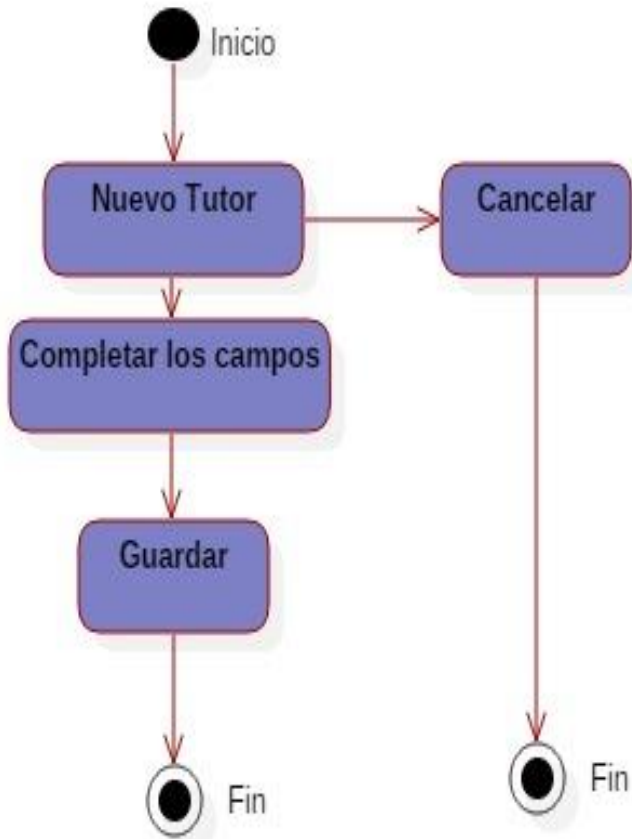 Inicio
Nuevo Tutor
Cancelar
Completar los campos
Guardar
Fin
Fin